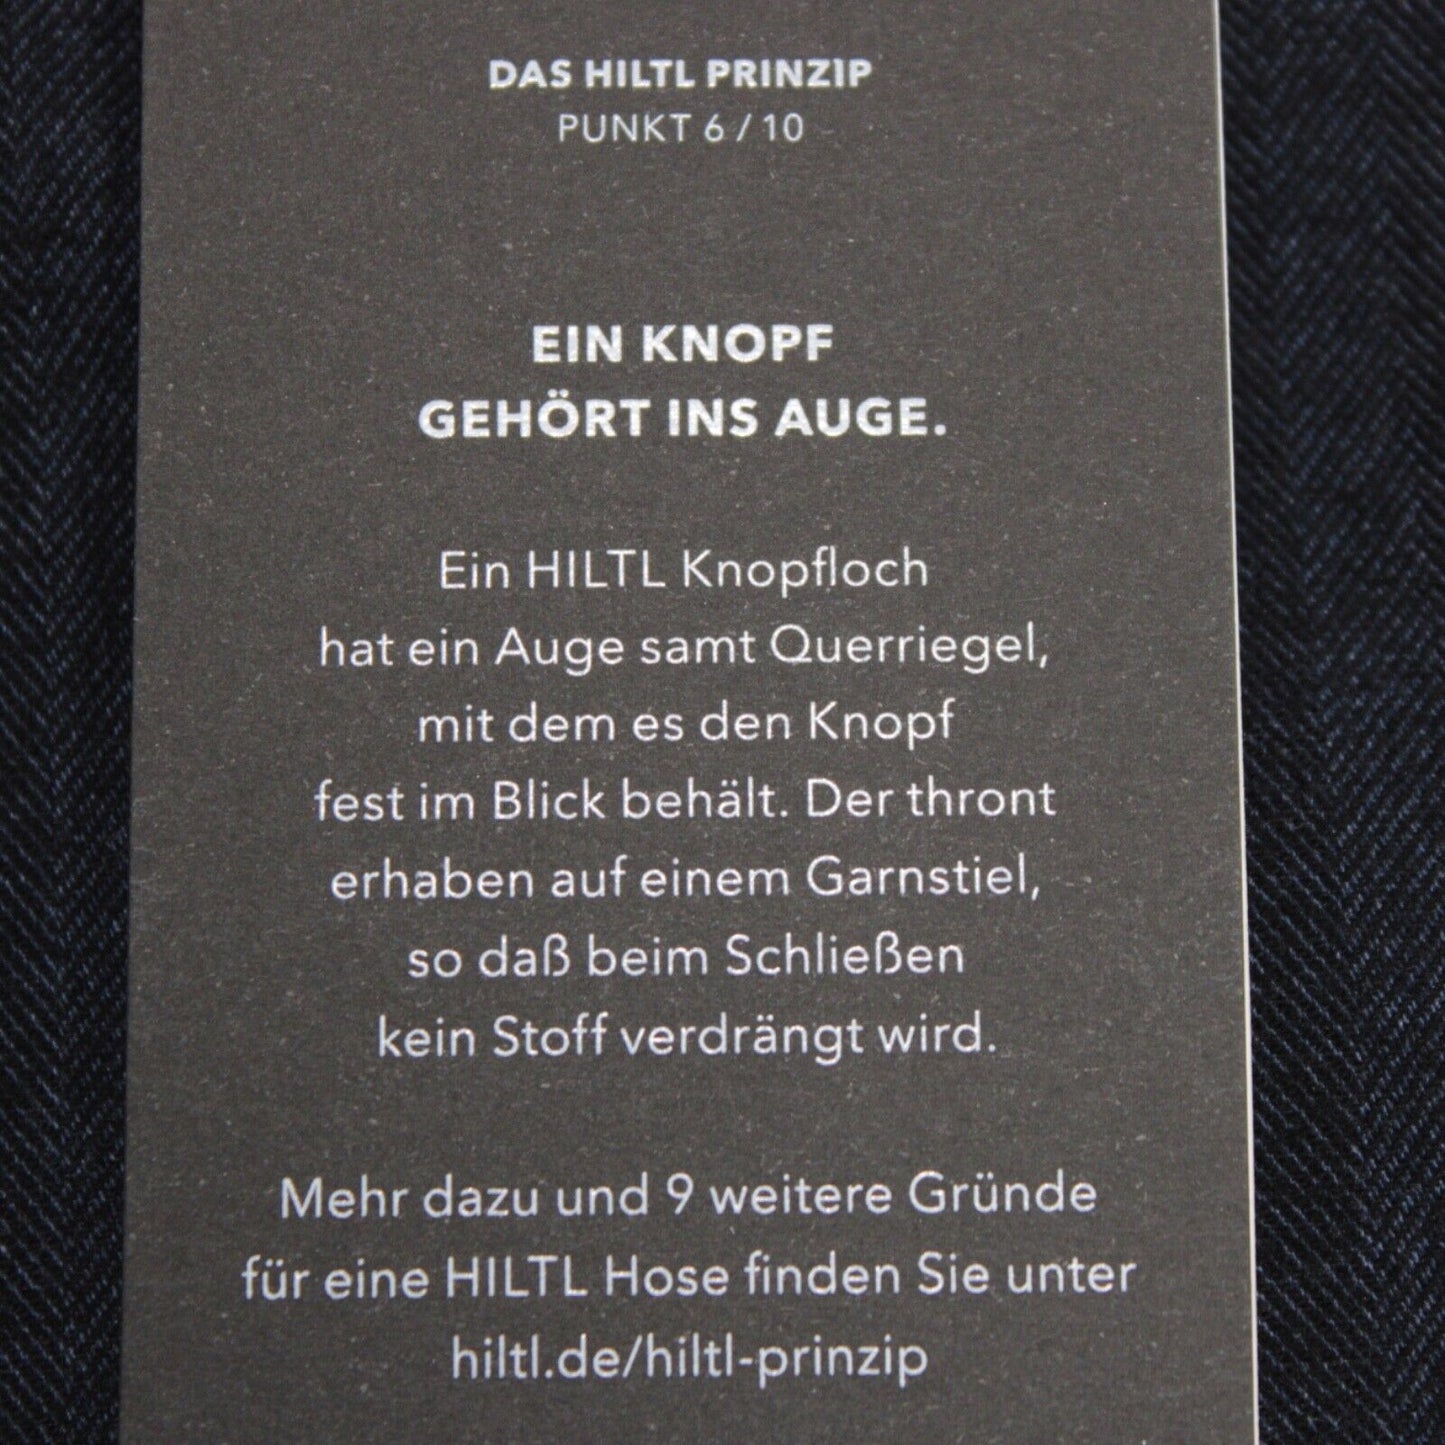 DAS HILTL PRINZIP
PUNKT 6 / 10
EIN KNOPF
GEHÖRT INS AUGE.
Ein HILTL Knopfloch
hat ein Auge samt Querriegel,
mit dem es den Knopf
fest im Blick behält. Der thront
erhaben auf einem Garnstiel,
so daß beim Schließen
kein Stoff verdrängt wird.
Mehr dazu und 9 weitere Gründe
für eine HILTL Hose finden Sie unter
hiltl.de/hiltl-prinzip